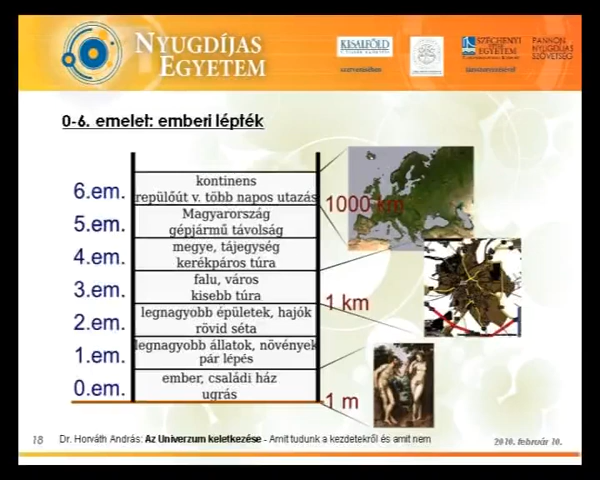 NYUGDÍJAS
EGYETEM
KISALFÖLD
SZÉCHENYI
EGYETEM
PANNON
NYUGDÍJAS
SZÖVETSÉG
0-6. emelet: emberi lépték
6.em.
kontinens
repülőút v. több napos utazás
1000 km
5.em.
Magyarország
gépjármű távolság
4.em.
megye, tájegység
kerékpáros túra
3.em.
falu, város
kisebb túra
1 km
2.em.
legnagyobb épületek, hajók
rövid séta
1.em.
legnagyobb állatok, növények
pár lépés
0.em.
ember, családi ház
ugrás
1 m
18
Dr. Horváth András: Az Univerzum keletkezése - Amit tudunk a kezdetekről és amit nem
2010. február 10.